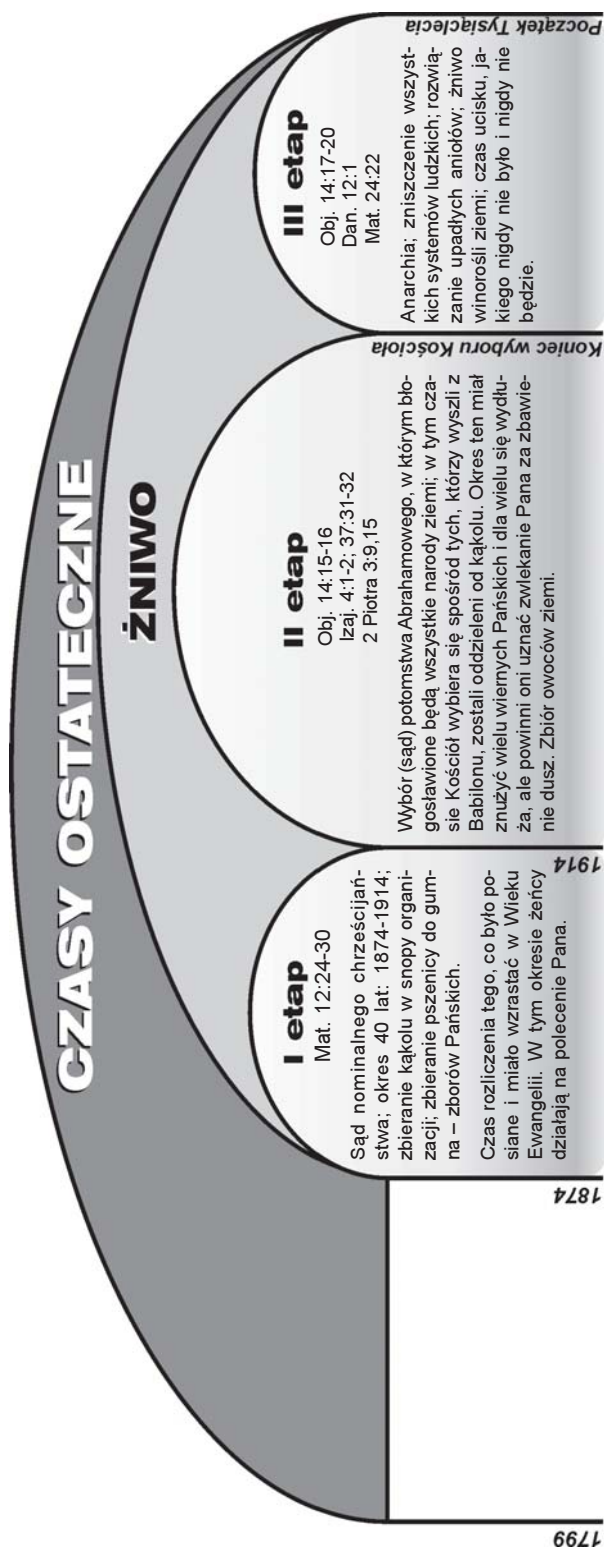 CZASY OSTATECZNE
ŻNIWO
I etap
Mat. 12:24-30
Sąd nominalnego chrześcijań-
stwa; okres 40 lat: 1874-1914;
zbieranie kąkolu w snopy organi-
zacji; zbieranie pszenicy do gum-
na – zborów Pańskich.
Czas rozliczenia tego, co było po-
siane i miało wzrastać w Wieku
Ewangelii. W tym okresie żeńcy
działają na polecenie Pana.
II etap
Obj. 14:15-16
Izaj. 4:1-2; 37:31-32
2 Piotra 3:9,15
Wybór (sąd) potomstwa Abrahamowego, w którym bło-
gosławione będą wszystkie narody ziemi; w tym cza-
sie Kościół wybiera się spośród tych, którzy wyszli z
Babilonu, zostali oddzieleni od kąkolu. Okres ten miał
znużyć wielu wiernych Pańskich i dla wielu się wydłu-
ża, ale powinni oni uznać zwlekanie Pana za zbawie-
nie dusz. Zbiór owoców ziemi.
III etap
Obj. 14:17-20
Dan. 12:1
Mat. 24:22
Anarchia; zniszczenie wszyst-
kich systemów ludzkich; rozwią-
zanie upadłych aniołów; żniwo
winorośli ziemi; czas ucisku, ja-
kiego nigdy nie było i nigdy nie
będzie.
1799
1874
1914
Koniec wyboru Kościoła
Początek Tysiąclecia